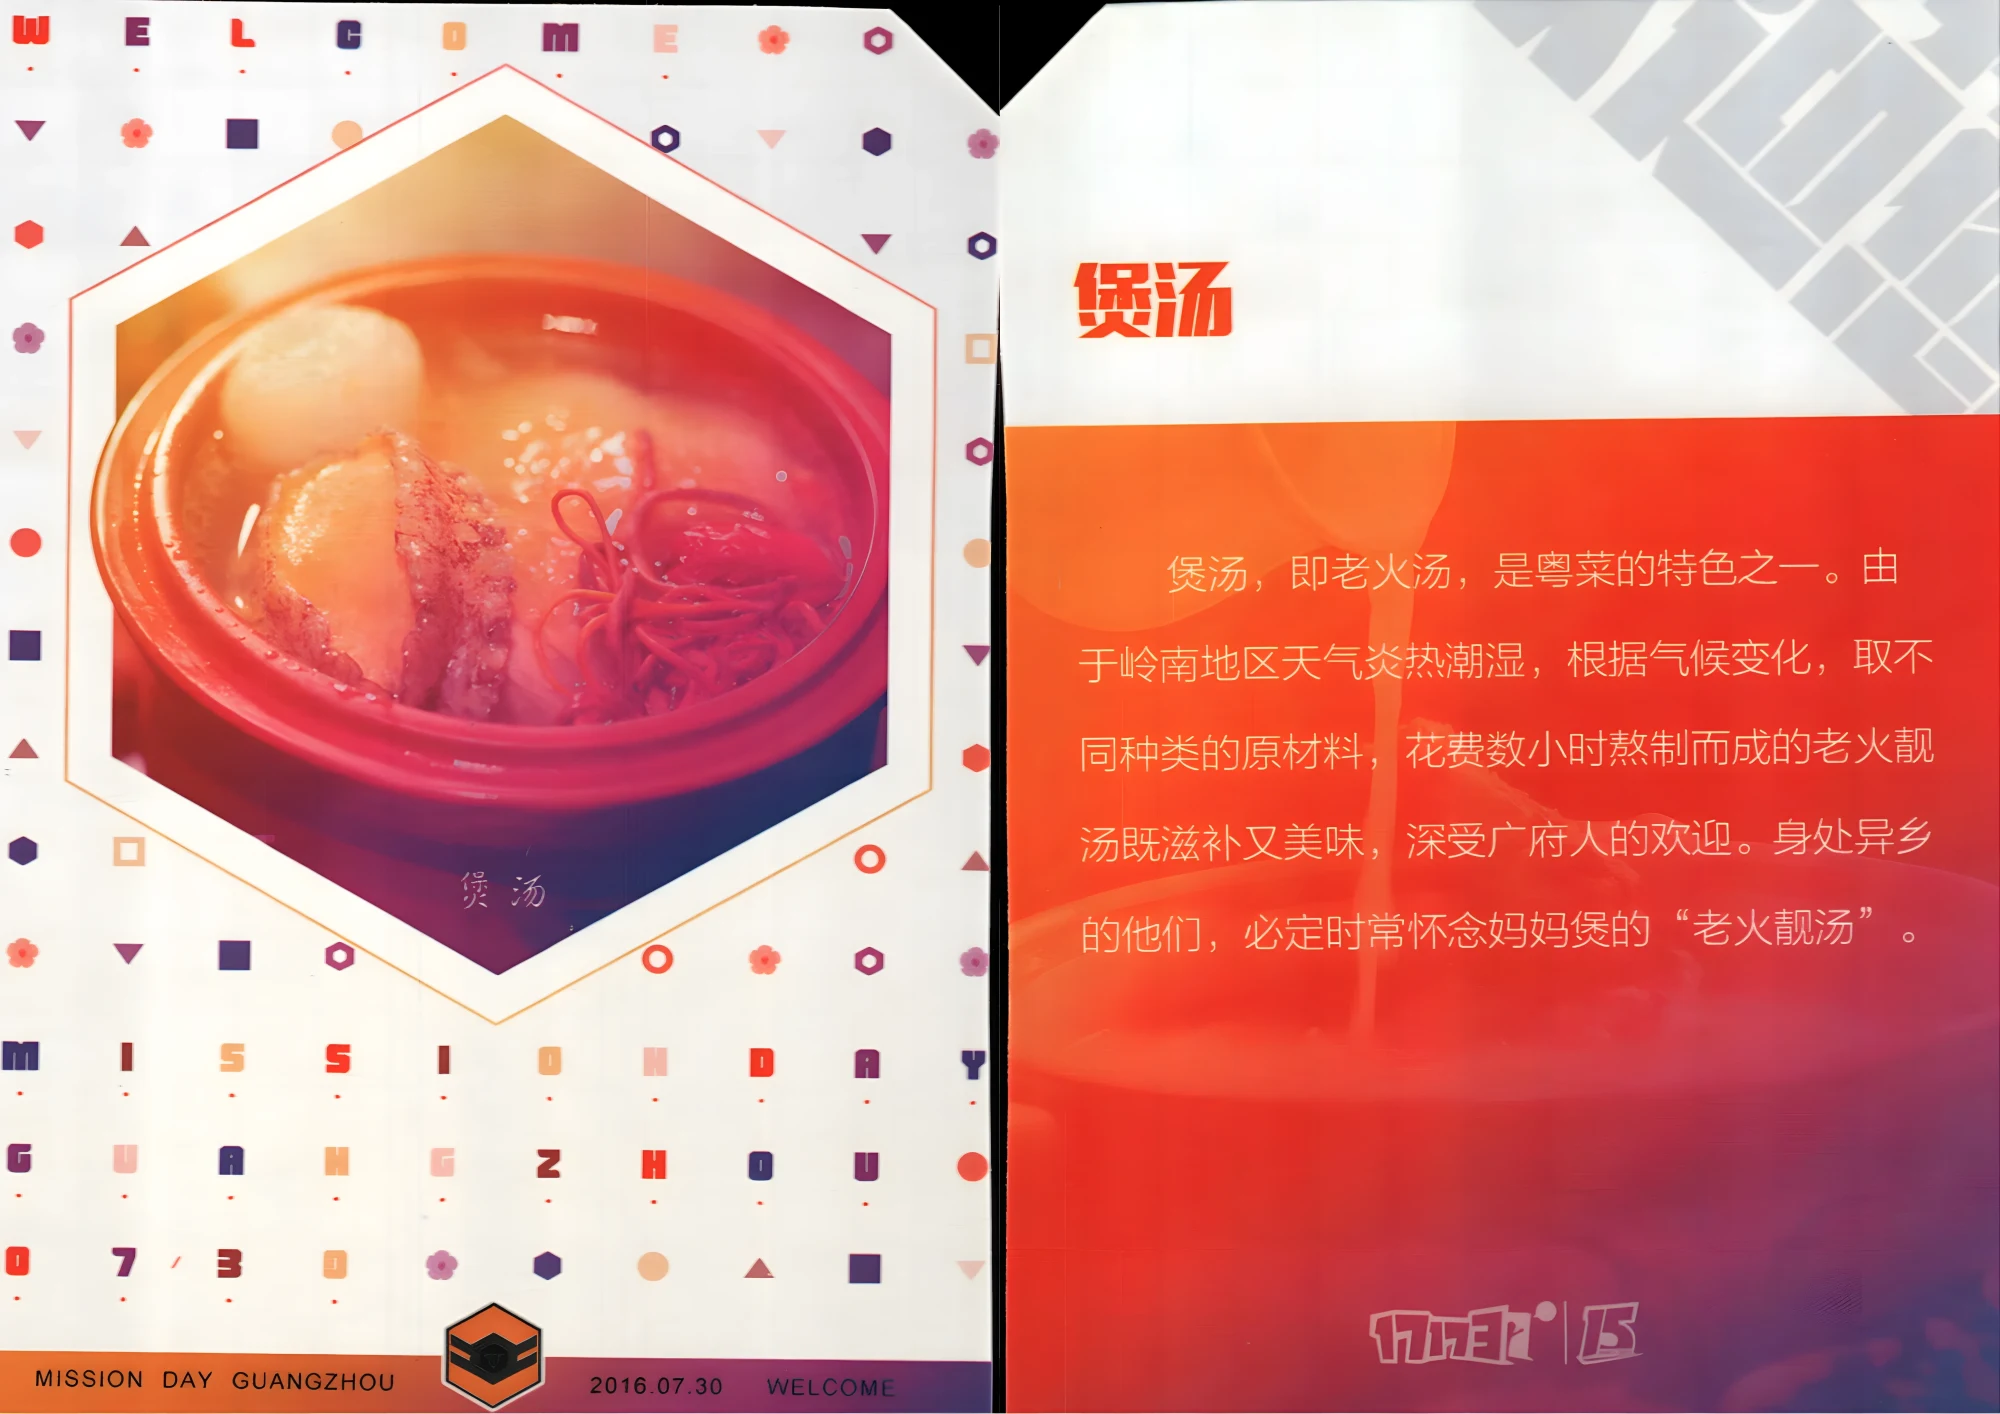 WELCOME
煲汤
MISSION DAY
GUANGZHOU
07/30
MISSION DAY GUANGZHOU 2016.07.30 WELCOME
煲汤
煲汤，即老火汤，是粤菜的特色之一。由
于岭南地区天气炎热潮湿，根据气候变化，取不
同种类的原材料，花费数小时熬制而成的老火靓
汤既滋补又美味，深受广府人的欢迎。身处异乡
的他们，必定时常怀念妈妈煲的“老火靓汤”。
17173 15